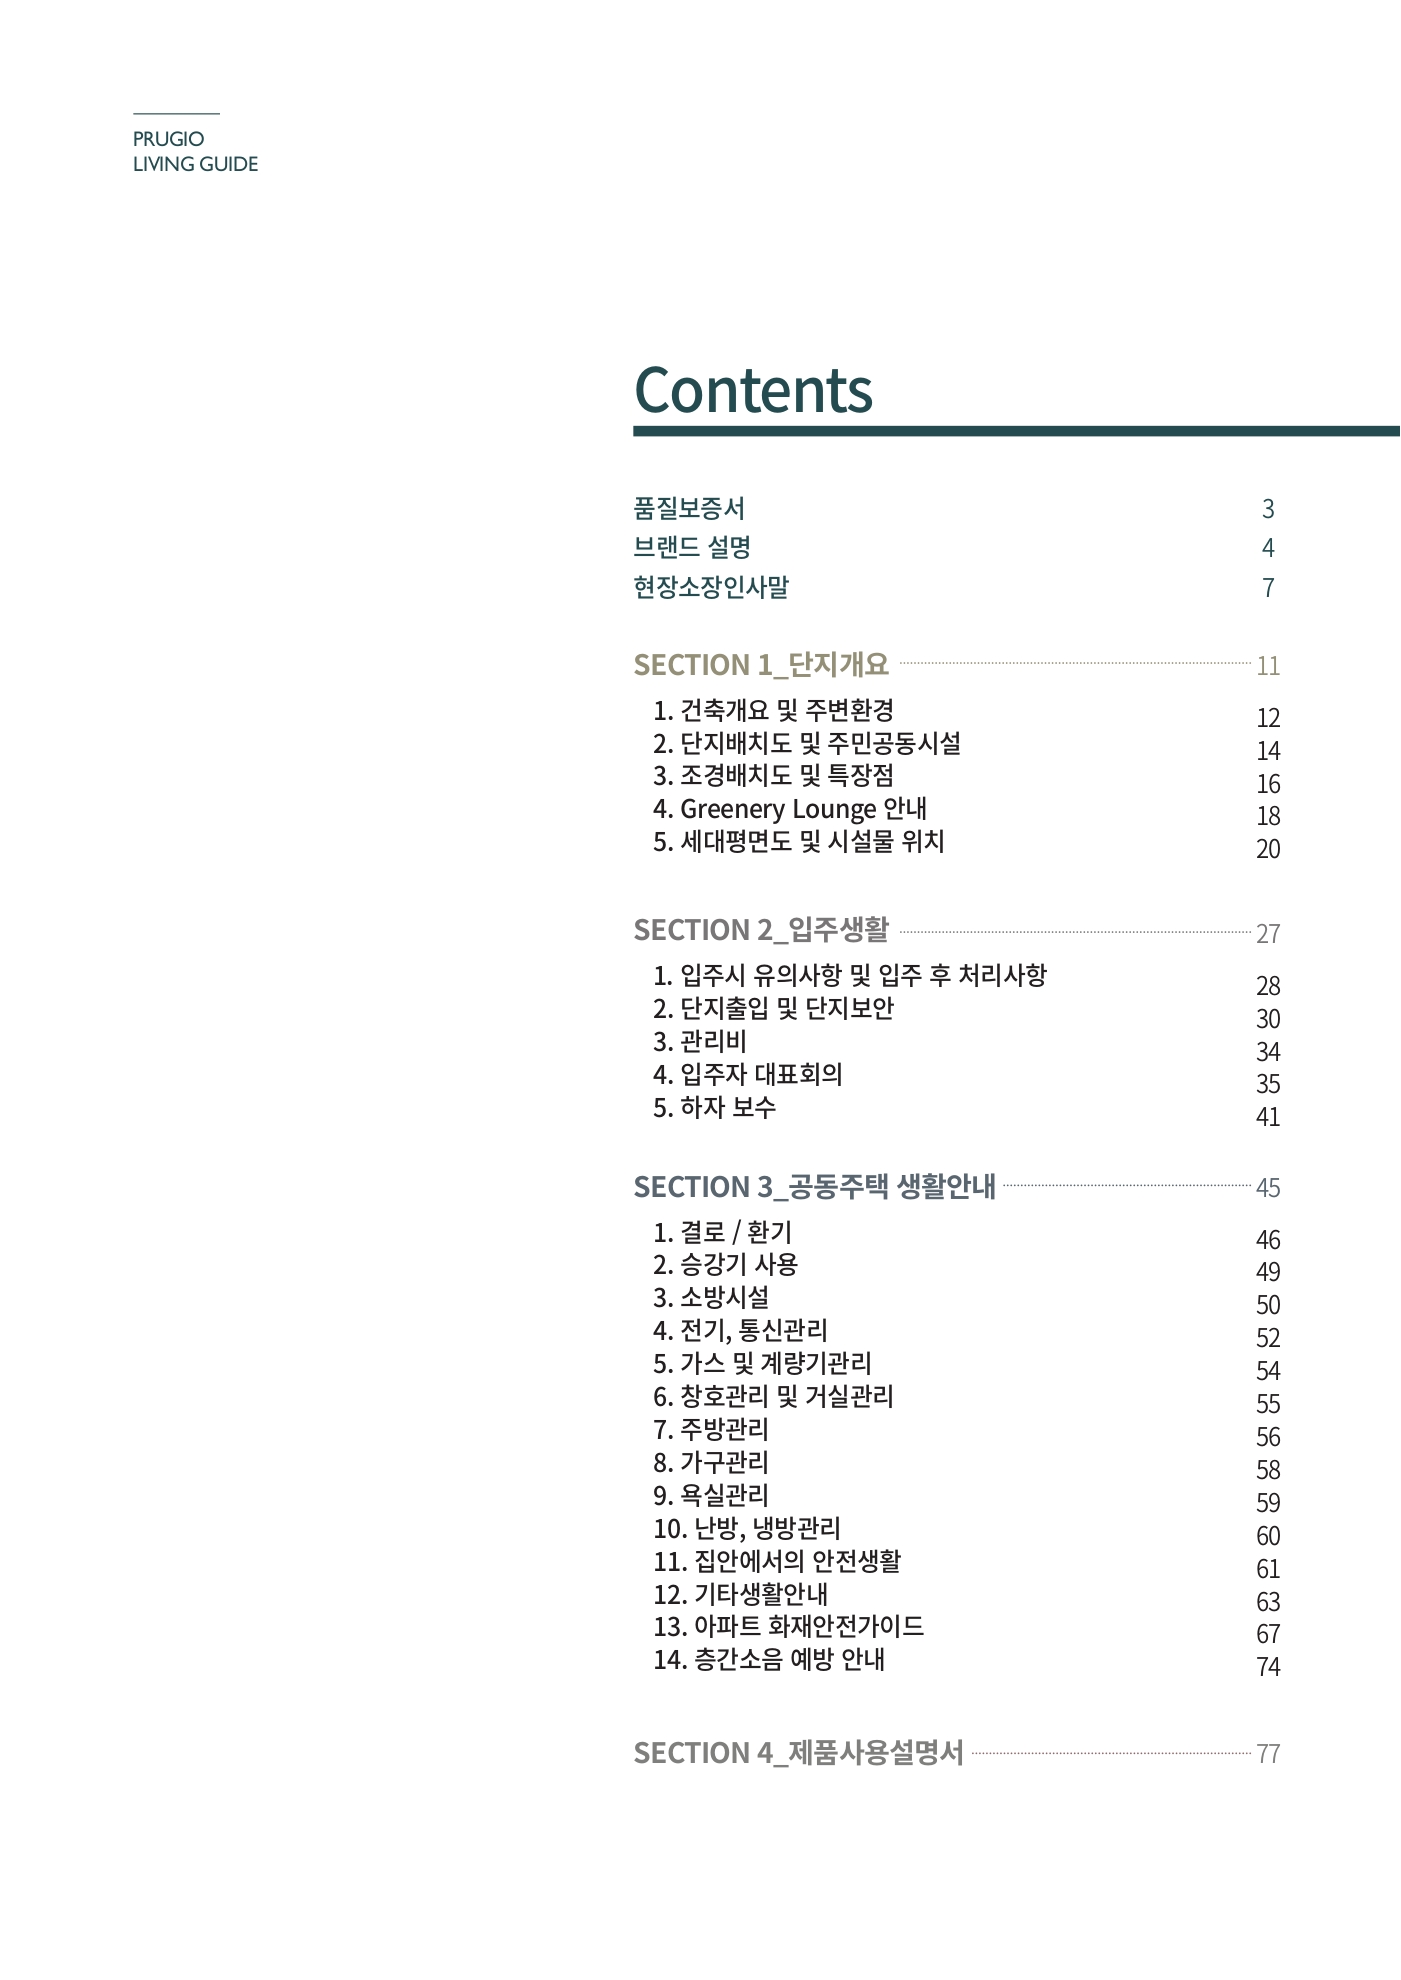 PRUGIO
LIVING GUIDE
Contents
품질보증서 3
브랜드 설명 4
현장소장인사말 7
SECTION 1_단지개요 11
1. 건축개요 및 주변환경 12
2. 단지배치도 및 주민공동시설 14
3. 조경배치도 및 특장점 16
4. Greenery Lounge 안내 18
5. 세대평면도 및 시설물 위치 20
SECTION 2_입주생활 27
1. 입주시 유의사항 및 입주 후 처리사항 28
2. 단지출입 및 단지보안 30
3. 관리비 34
4. 입주자 대표회의 35
5. 하자 보수 41
SECTION 3_공동주택 생활안내 45
1. 결로 / 환기 46
2. 승강기 사용 49
3. 소방시설 50
4. 전기, 통신관리 52
5. 가스 및 계량기관리 54
6. 창호관리 및 거실관리 55
7. 주방관리 56
8. 가구관리 58
9. 욕실관리 59
10. 난방, 냉방관리 60
11. 집안에서의 안전생활 61
12. 기타생활안내 63
13. 아파트 화재안전가이드 67
14. 층간소음 예방 안내 74
SECTION 4_제품사용설명서 77